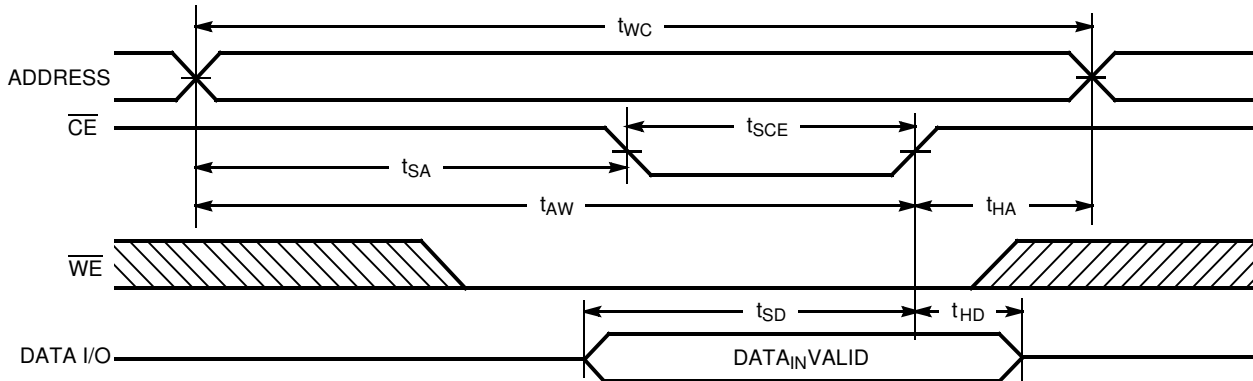 tWC
ADDRESS
CE
tSCE
tSA
tAW
tHA
WE
tSD
tHD
DATA I/O
DATAINVALID